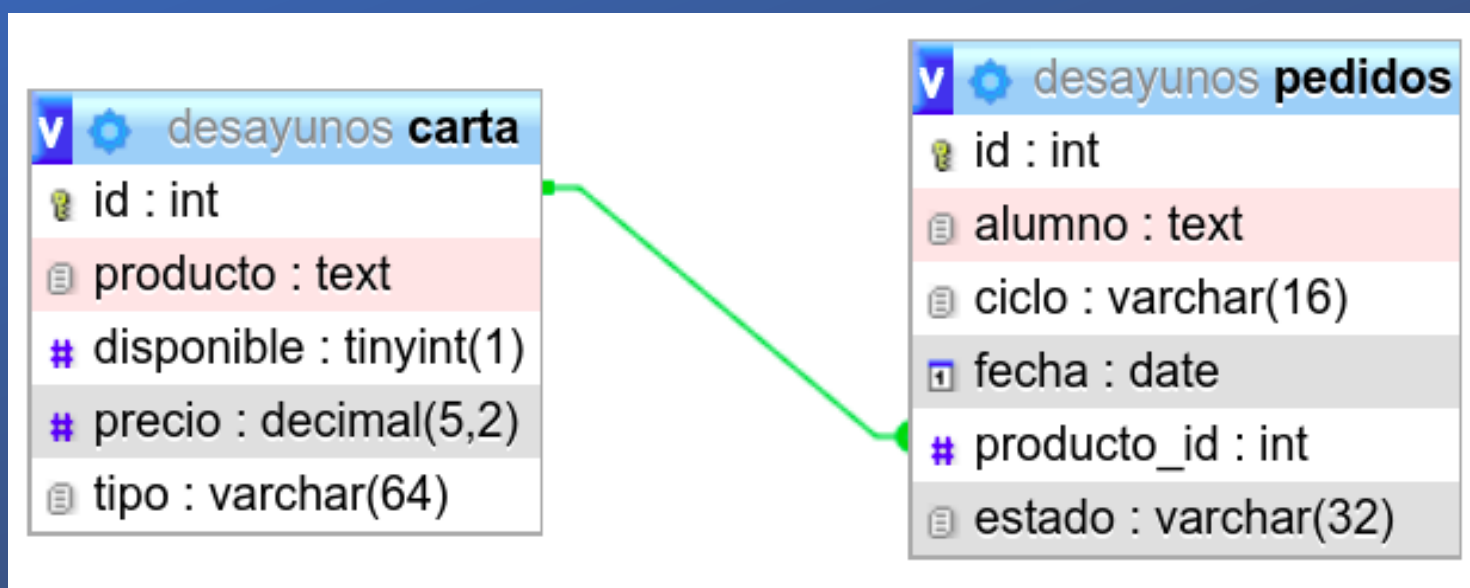 desayunos carta
id : int
producto : text
disponible : tinyint(1)
precio : decimal(5,2)
tipo : varchar(64)
desayunos pedidos
id : int
alumno : text
ciclo : varchar(16)
fecha : date
producto_id : int
estado : varchar(32)